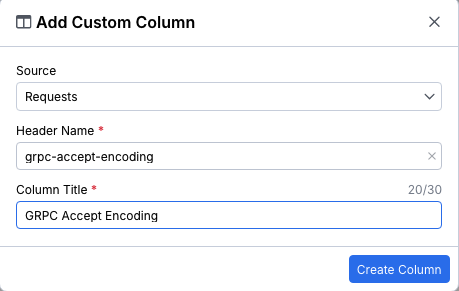 Add Custom Column
Source
Requests
Header Name *
grpc-accept-encoding
Column Title * 20/30
GRPC Accept Encoding
Create Column